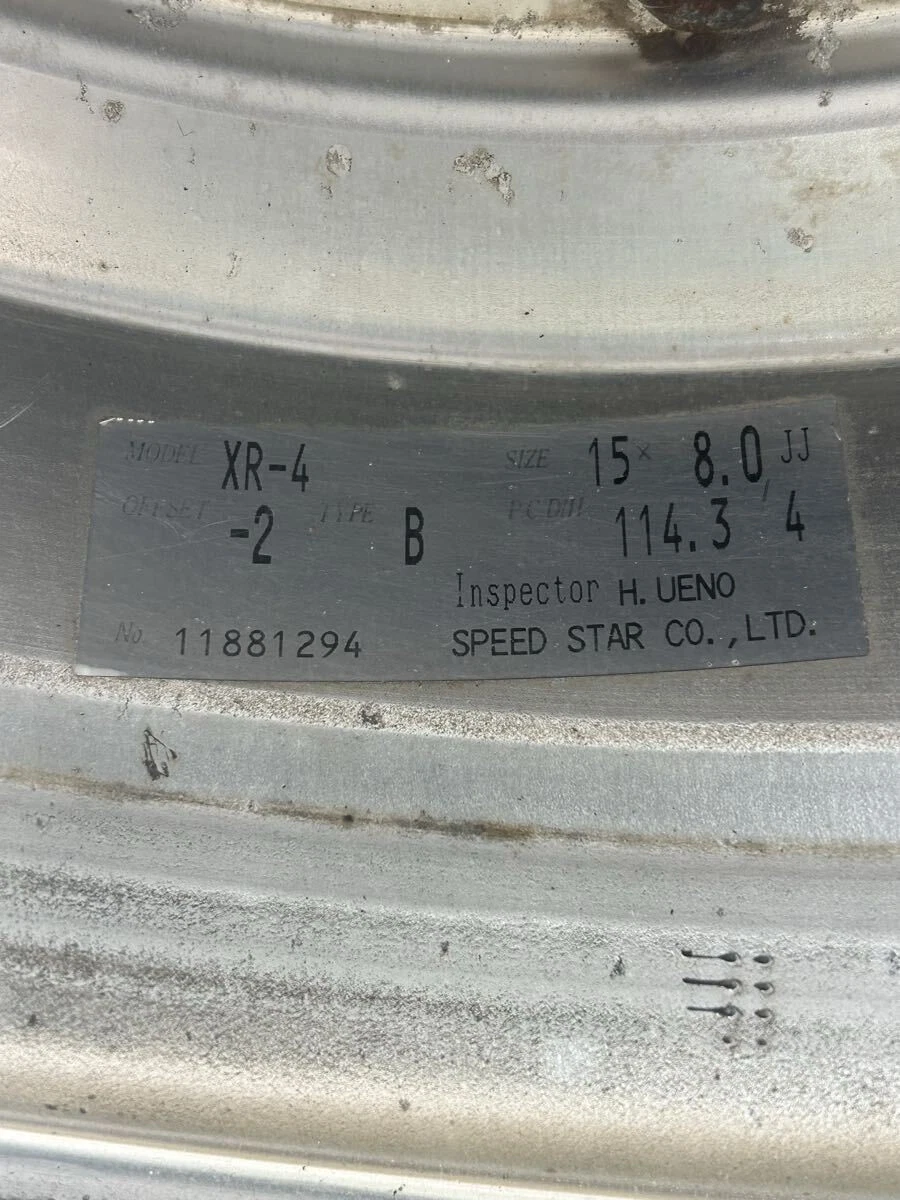 MODEL XR-4 SIZE 15 × 8.0 JJ
OFFSET -2 TYPE B P.C.D/H 114.3 / 4
Inspector H. UENO
No. 11881294 SPEED STAR CO., LTD.